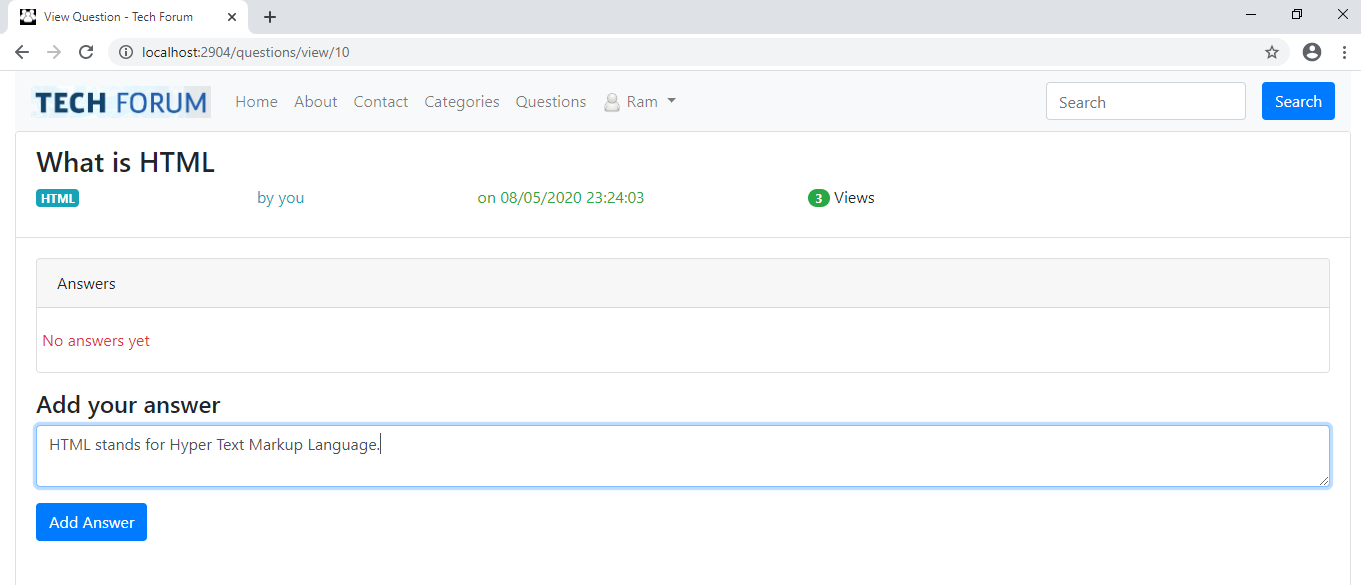 View Question - Tech Forum
localhost:2904/questions/view/10
TECH FORUM Home About Contact Categories Questions Ram Search Search
What is HTML
HTML by you on 08/05/2020 23:24:03 3 Views
Answers
No answers yet
Add your answer
HTML stands for Hyper Text Markup Language.
Add Answer